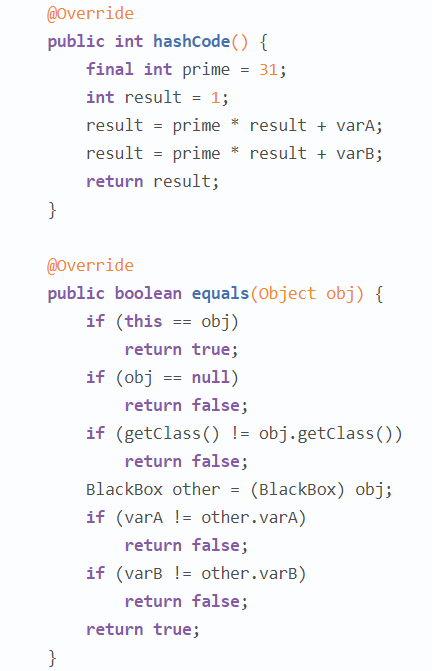 @Override
public int hashCode() {
    final int prime = 31;
    int result = 1;
    result = prime * result + varA;
    result = prime * result + varB;
    return result;
}

@Override
public boolean equals(Object obj) {
    if (this == obj)
        return true;
    if (obj == null)
        return false;
    if (getClass() != obj.getClass())
        return false;
    BlackBox other = (BlackBox) obj;
    if (varA != other.varA)
        return false;
    if (varB != other.varB)
        return false;
    return true;
}